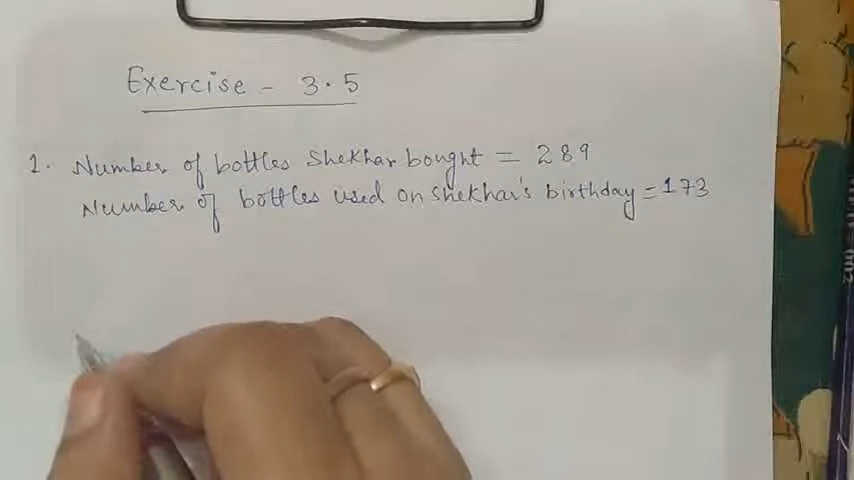 Exercise - 3.5
1. Number of bottles Shekhar bought = 289
Number of bottles used on Shekhar's birthday = 173